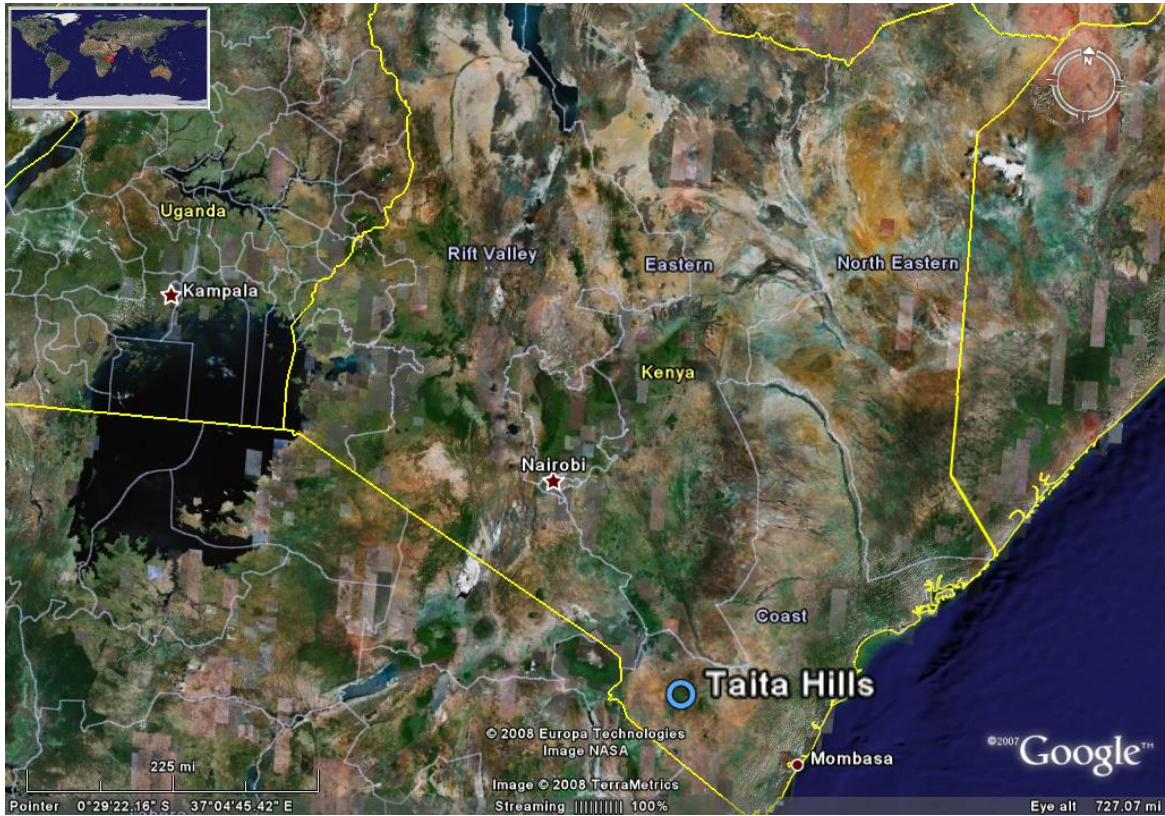 N
Uganda
Rift Valley
Eastern
North Eastern
Kampala
Kenya
Nairobi
Coast
Taita Hills
© 2008 Europa Technologies
Image NASA
©2007 Google™
Mombasa
225 mi
Image © 2008 TerraMetrics
Pointer 0°29'22.16" S 37°04'45.42" E
Streaming |||||||||| 100%
Eye alt 727.07 mi